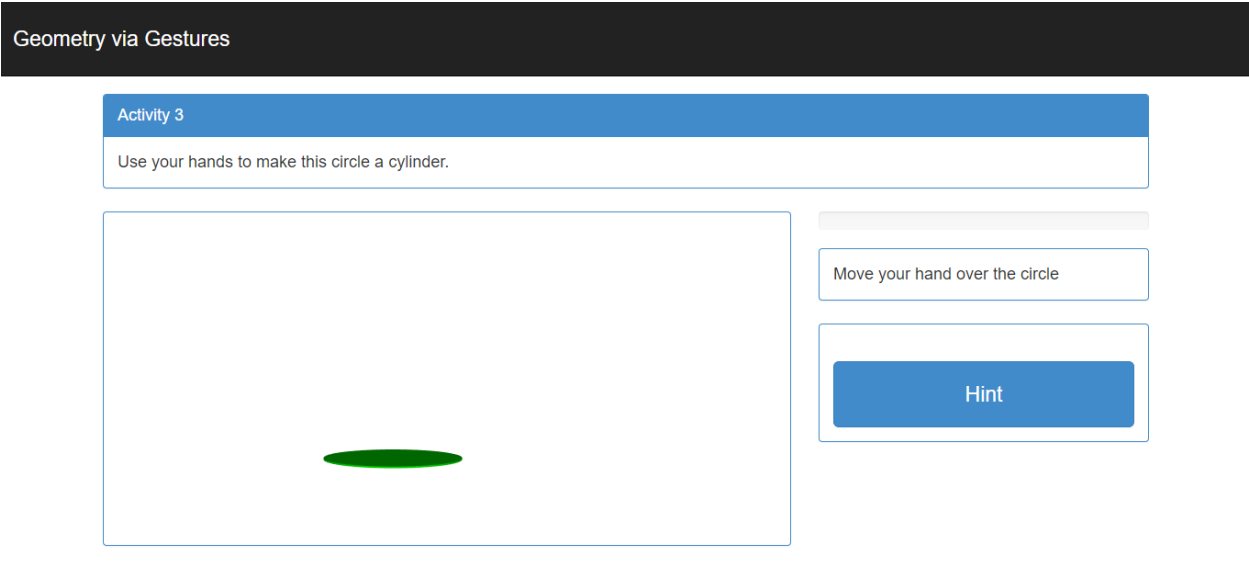 Geometry via Gestures
Activity 3
Use your hands to make this circle a cylinder.
Move your hand over the circle
Hint